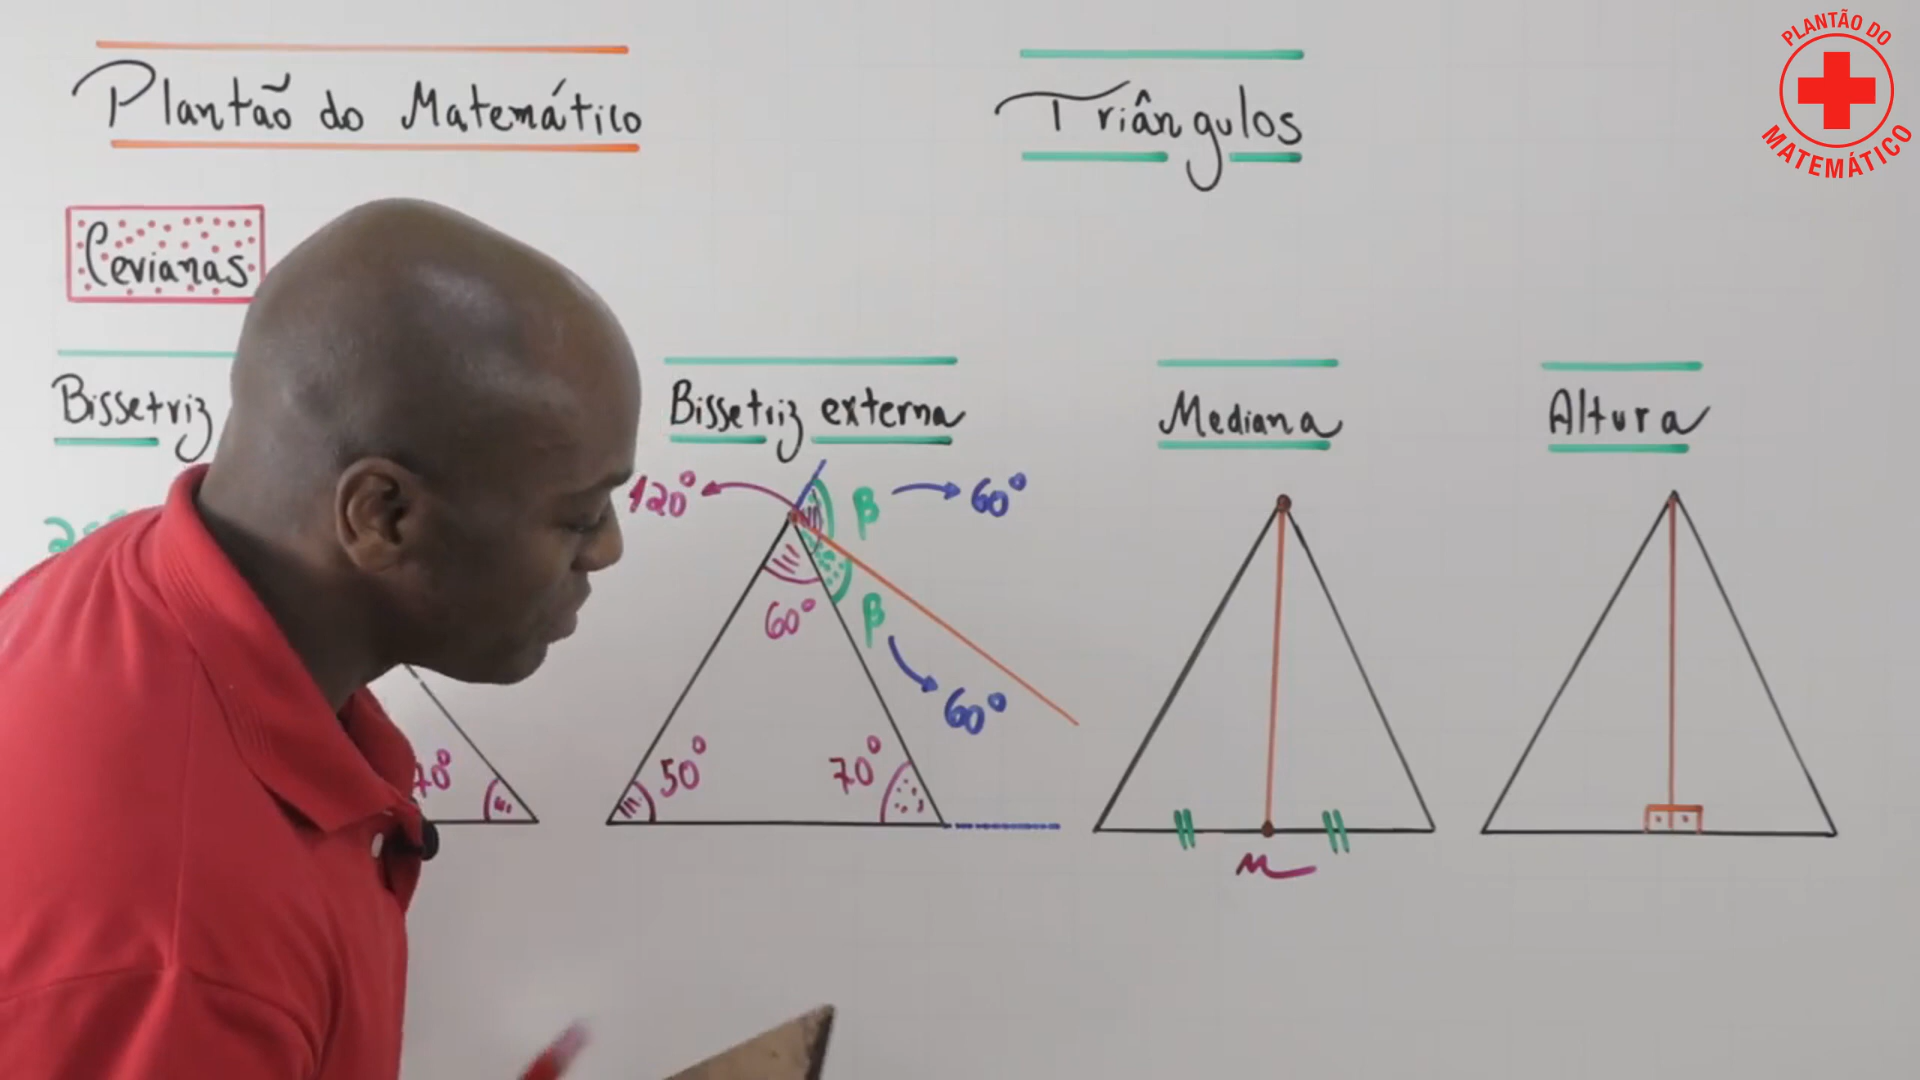 Plantão do Matemático
Triângulos
PLANTÃO DO
MATEMÁTICO
Cevianas
Bissetriz
Bissetriz externa
Mediana
Altura
120°
β
60°
60°
β
60°
50°
70°
70°
M